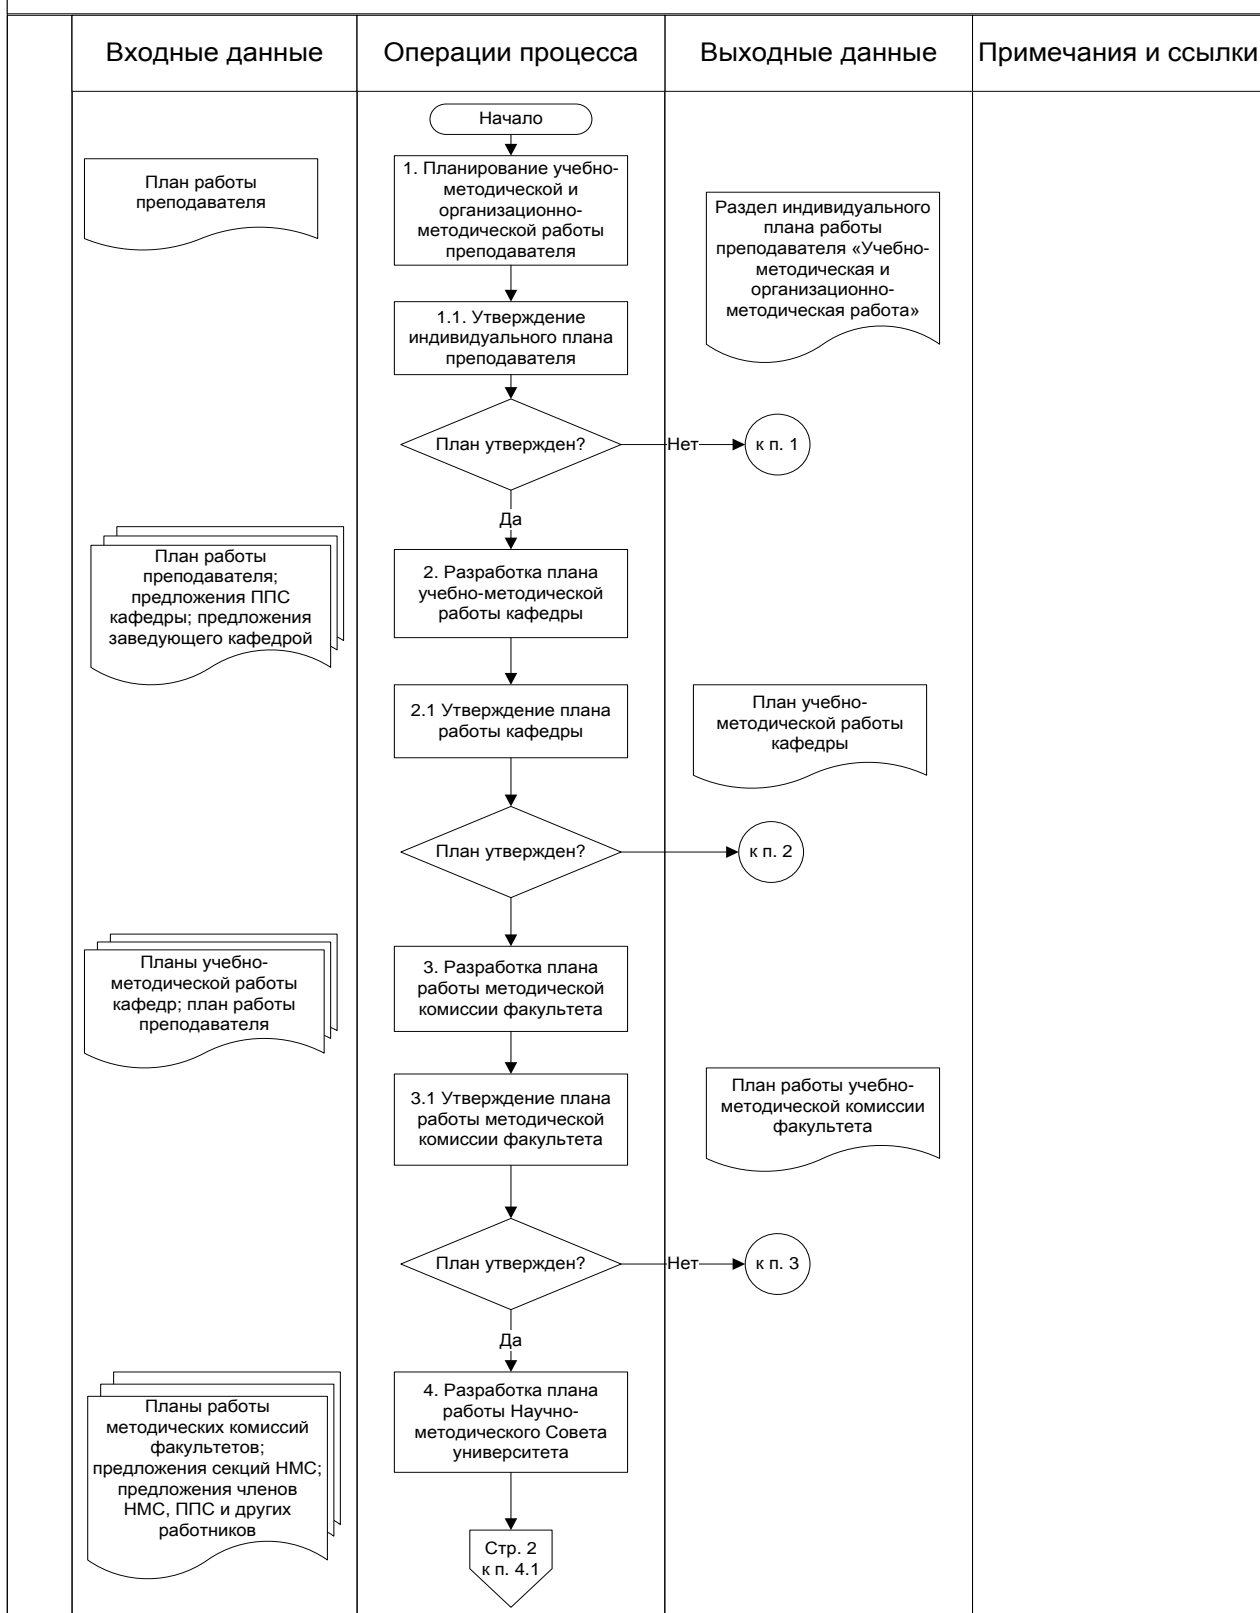 Входные данные
Операции процесса
Выходные данные
Примечания и ссылки
Начало
План работы
преподавателя
1. Планирование учебно-
методической и
организационно-
методической работы
преподавателя
Раздел индивидуального
плана работы
преподавателя «Учебно-
методическая и
организационно-
методическая работа»
1.1. Утверждение
индивидуального плана
преподавателя
План утвержден?
Нет
к п. 1
Да
План работы
преподавателя;
предложения ППС
кафедры; предложения
заведующего кафедрой
2. Разработка плана
учебно-методической
работы кафедры
2.1 Утверждение плана
работы кафедры
План учебно-
методической работы
кафедры
План утвержден?
к п. 2
Планы учебно-
методической работы
кафедр; план работы
преподавателя
3. Разработка плана
работы методической
комиссии факультета
3.1 Утверждение плана
работы методической
комиссии факультета
План работы учебно-
методической комиссии
факультета
План утвержден?
Нет
к п. 3
Да
Планы работы
методических комиссий
факультетов;
предложения секций НМС;
предложения членов
НМС, ППС и других
работников
4. Разработка плана
работы Научно-
методического Совета
университета
Стр. 2
к п. 4.1